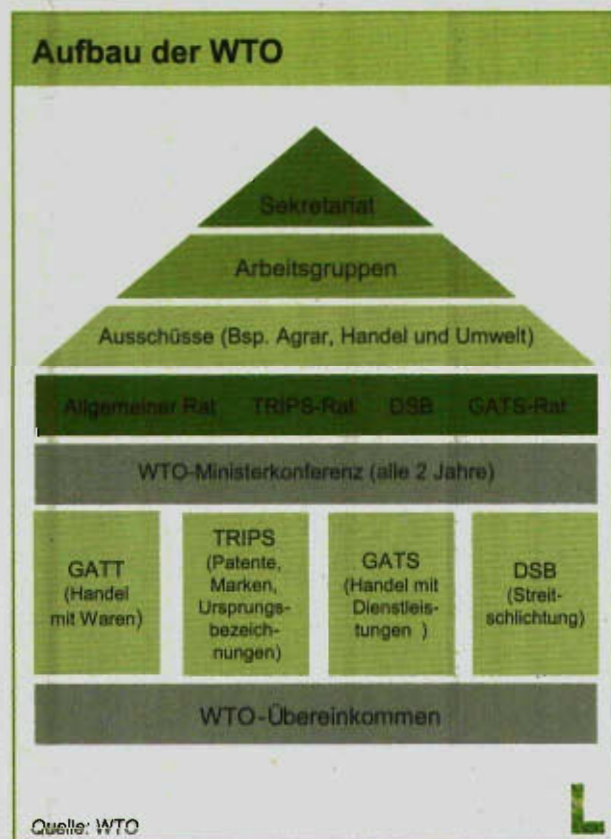 Aufbau der WTO
Sekretariat
Arbeitsgruppen
Ausschüsse (Bsp. Agrar, Handel und Umwelt)
Allgemeiner Rat TRIPS-Rat DSB GATS-Rat
WTO-Ministerkonferenz (alle 2 Jahre)
GATT
(Handel
mit Waren)
TRIPS
(Patente,
Marken,
Ursprungs-
bezeich-
nungen)
GATS
(Handel mit
Dienstleis-
tungen )
DSB
(Streit-
schlichtung)
WTO-Übereinkommen
Quelle: WTO
L